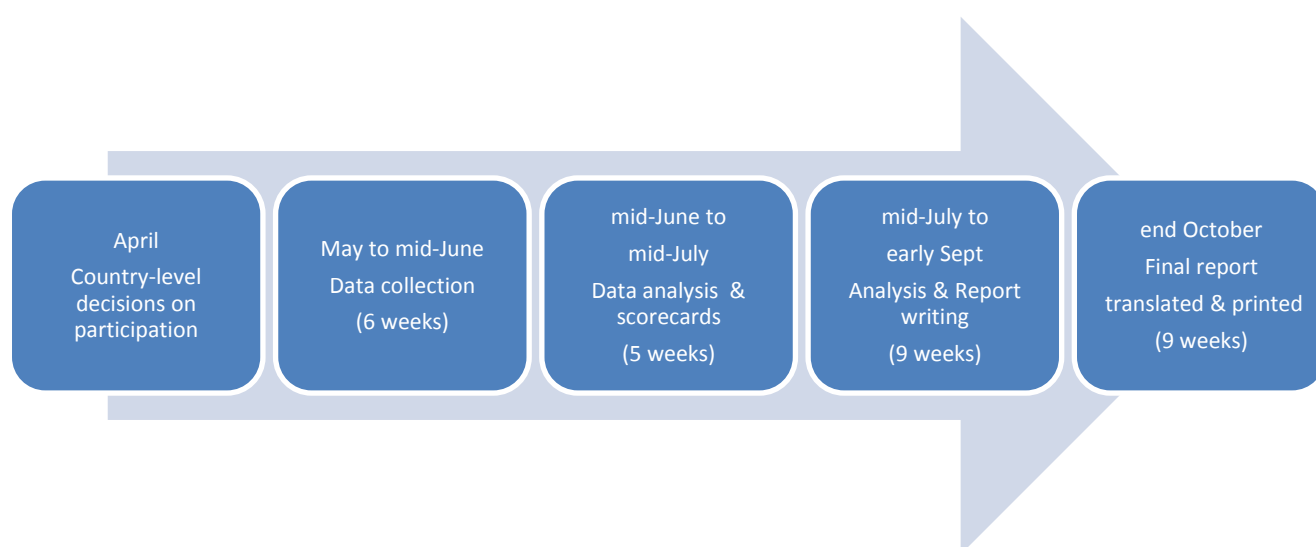 April
Country-level
decisions on
participation
May to mid-June
Data collection
(6 weeks)
mid-June to
mid-July
Data analysis  &
scorecards
(5 weeks)
mid-July to
early Sept
Analysis & Report
writing
(9 weeks)
end October
Final report
translated & printed
(9 weeks)